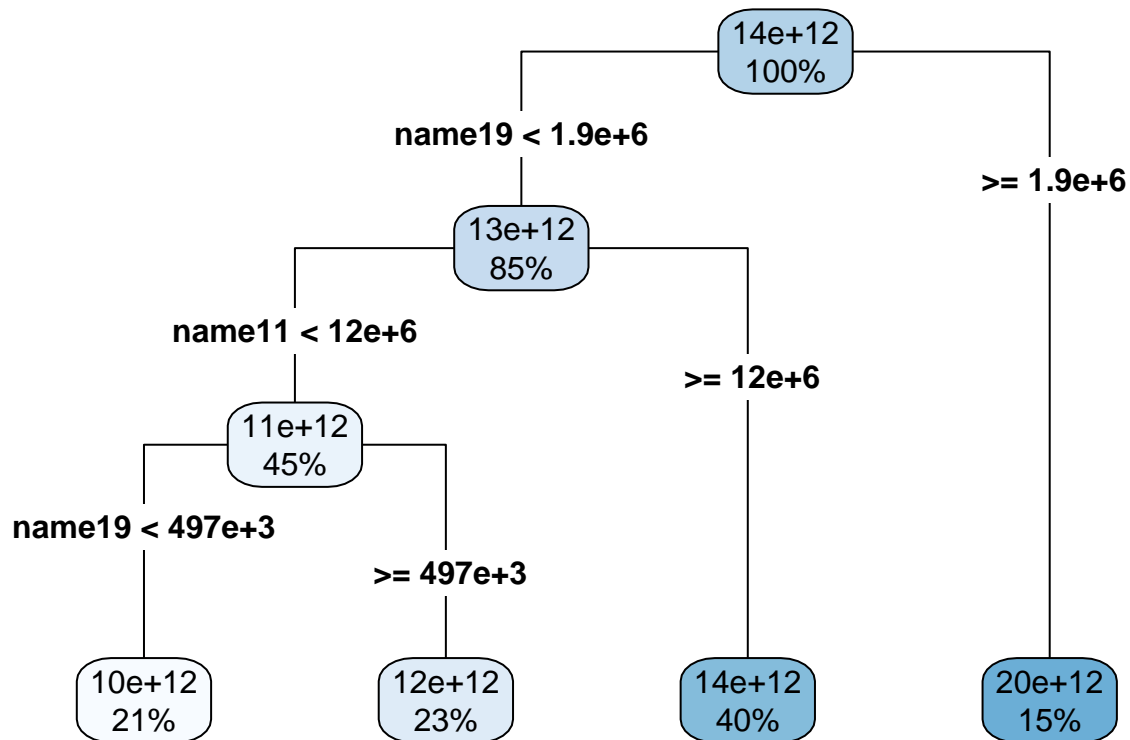 14e+12
100%
name19 < 1.9e+6
>= 1.9e+6
13e+12
85%
name11 < 12e+6
>= 12e+6
11e+12
45%
name19 < 497e+3
>= 497e+3
10e+12
21%
12e+12
23%
14e+12
40%
20e+12
15%